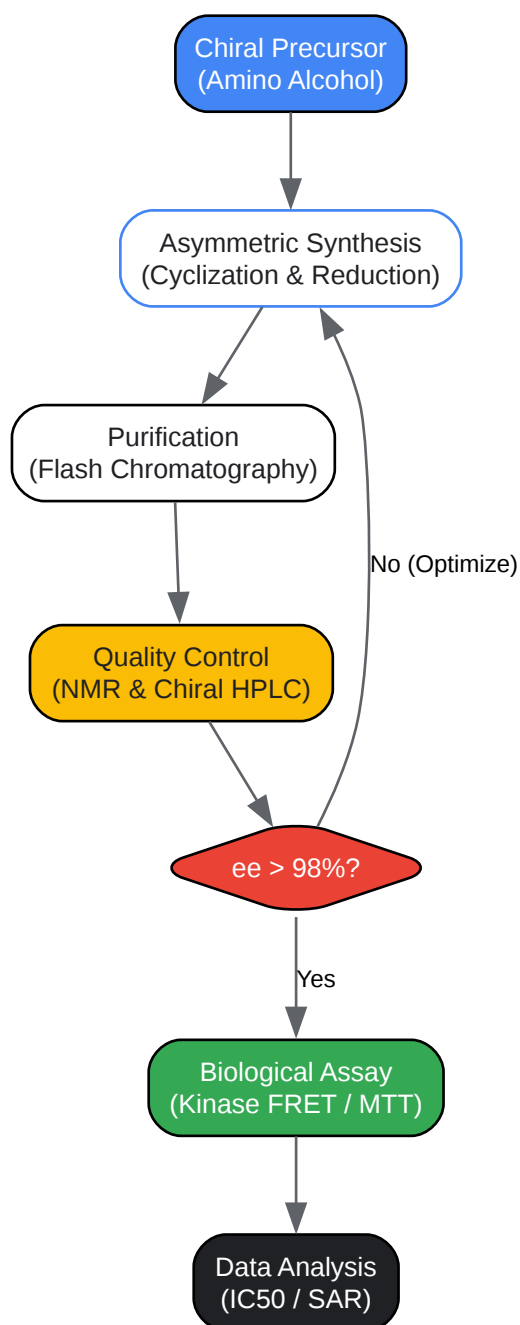 Chiral Precursor
(Amino Alcohol)
Asymmetric Synthesis
(Cyclization & Reduction)
Purification
(Flash Chromatography)
No (Optimize)
Quality Control
(NMR & Chiral HPLC)
ee > 98%?
Yes
Biological Assay
(Kinase FRET / MTT)
Data Analysis
(IC50 / SAR)